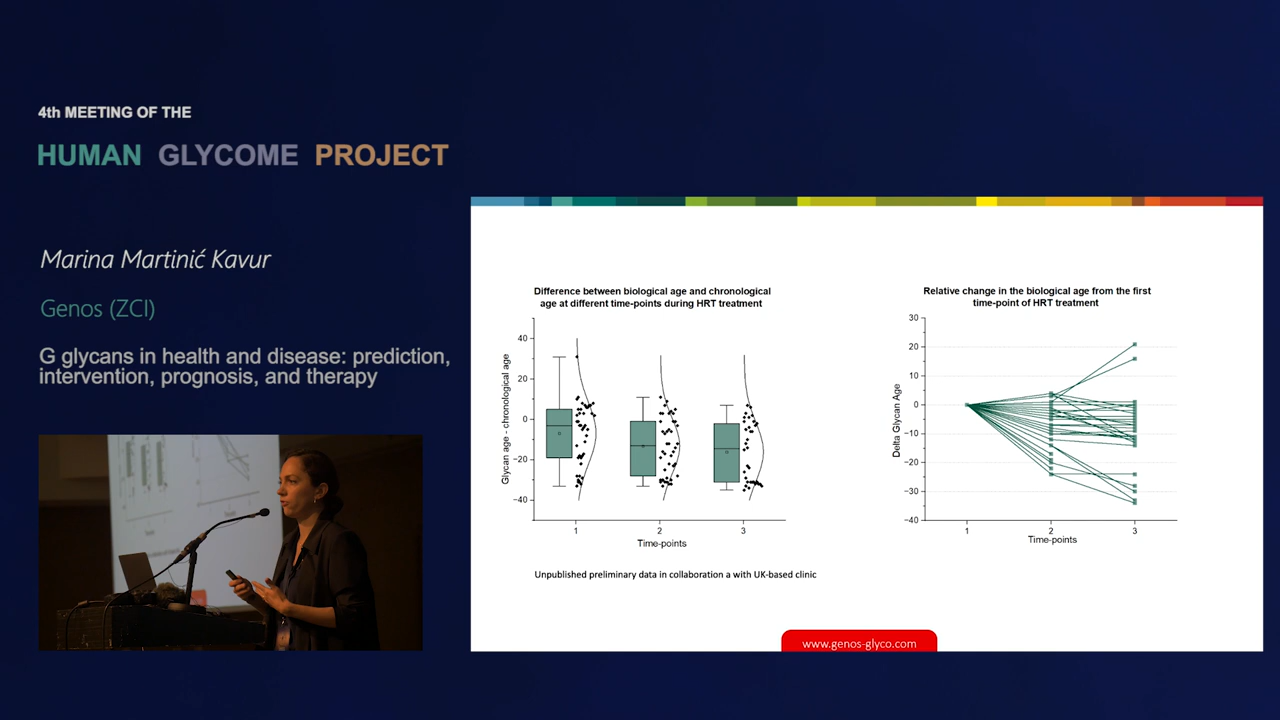 4th MEETING OF THE
HUMAN GLYCOME PROJECT
Marina Martinić Kavur
Genos (ZCI)
G glycans in health and disease: prediction,
intervention, prognosis, and therapy
Difference between biological age and chronological
age at different time-points during HRT treatment
Glycan age - chronological age
40
20
0
−20
−40
1 2 3
Time-points
Relative change in the biological age from the first
time-point of HRT treatment
Delta Glycan Age
30
20
10
0
−10
−20
−30
−40
1 2 3
Time-points
Unpublished preliminary data in collaboration a with UK-based clinic
www.genos-glyco.com